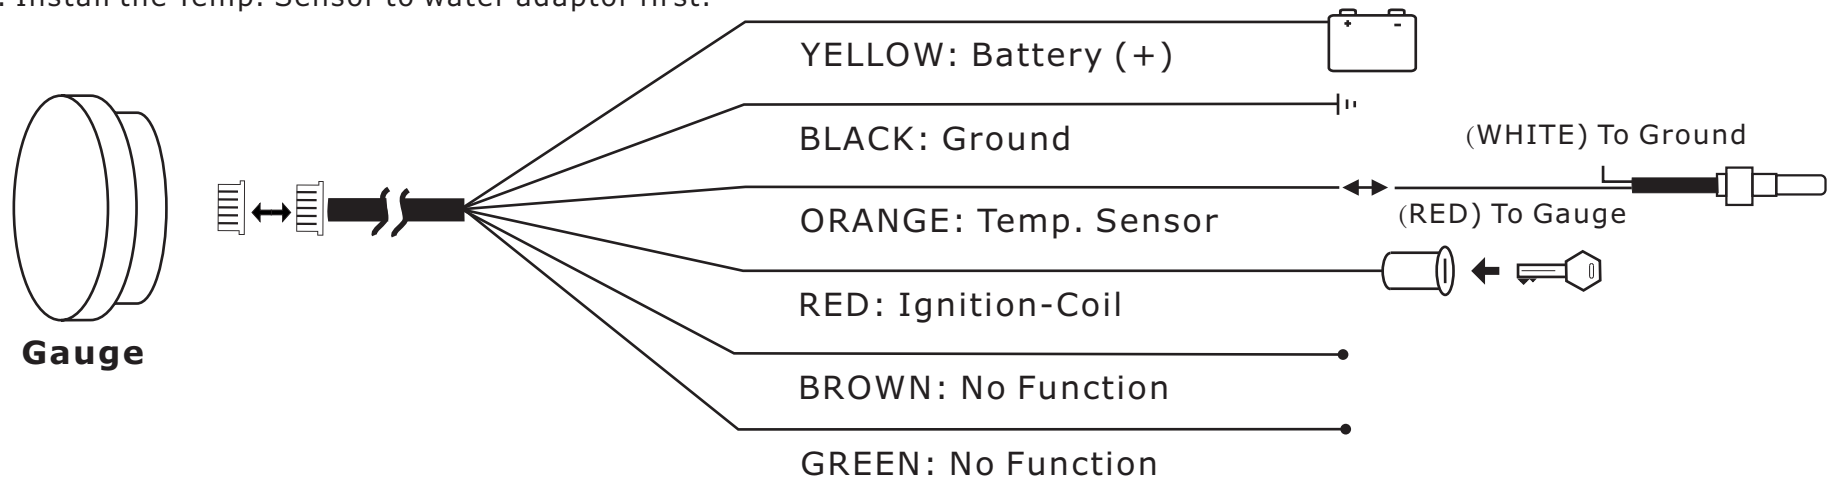 . Install the Temp. Sensor to water adaptor first.
YELLOW: Battery (+)
BLACK: Ground
(WHITE) To Ground
ORANGE: Temp. Sensor
(RED) To Gauge
RED: Ignition-Coil
Gauge
BROWN: No Function
GREEN: No Function